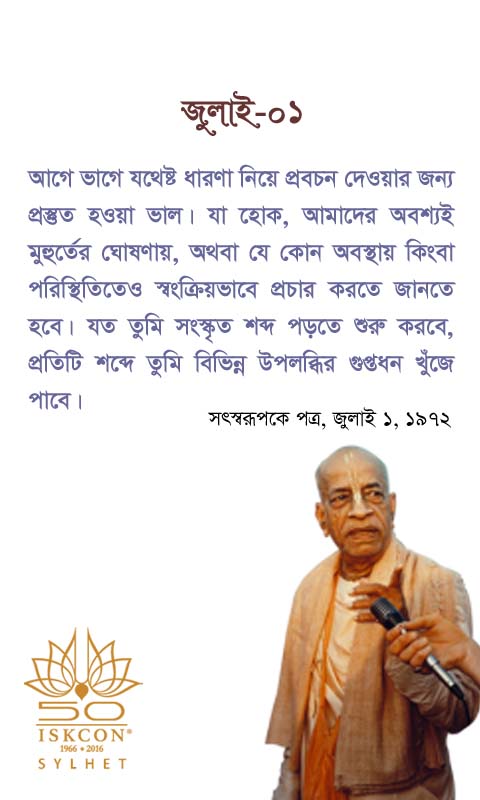 জুলাই-০১
আগে ভাগে যথেষ্ট ধারণা নিয়ে প্রবচন দেওয়ার জন্য
প্রস্তুত হওয়া ভাল। যা হোক, আমাদের অবশ্যই
মুহুর্তের ঘোষণায়, অথবা যে কোন অবস্থায় কিংবা
পরিস্থিতিতেও স্বংক্রিয়ভাবে প্রচার করতে জানতে
হবে। যত তুমি সংস্কৃত শব্দ পড়তে শুরু করবে,
প্রতিটি শব্দে তুমি বিভিন্ন উপলব্ধির গুপ্তধন খুঁজে
পাবে।
সৎস্বরূপকে পত্র, জুলাই ১, ১৯৭২
50
ISKCON®
1966 • 2016
SYLHET